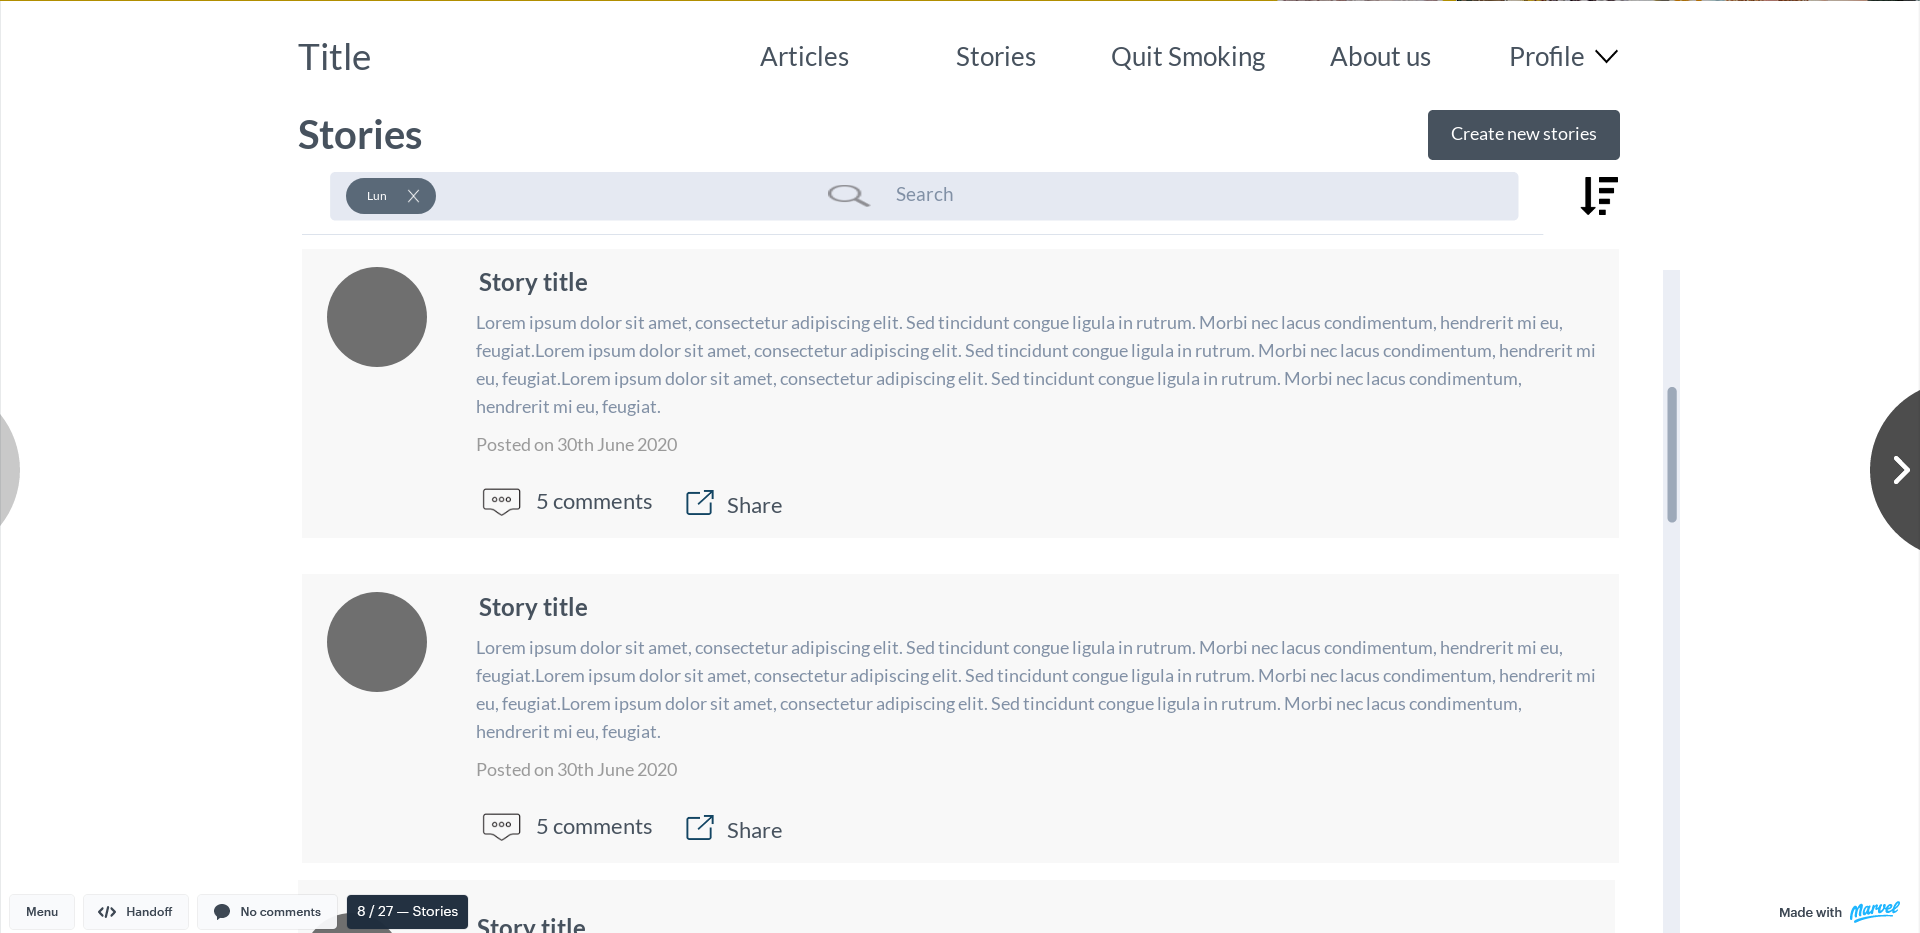 Title
Articles
Stories
Quit Smoking
About us
Profile
Stories
Create new stories
Lun
Search
Story title
Lorem ipsum dolor sit amet, consectetur adipiscing elit. Sed tincidunt congue ligula in rutrum. Morbi nec lacus condimentum, hendrerit mi eu,
feugiat.Lorem ipsum dolor sit amet, consectetur adipiscing elit. Sed tincidunt congue ligula in rutrum. Morbi nec lacus condimentum, hendrerit mi
eu, feugiat.Lorem ipsum dolor sit amet, consectetur adipiscing elit. Sed tincidunt congue ligula in rutrum. Morbi nec lacus condimentum,
hendrerit mi eu, feugiat.
Posted on 30th June 2020
5 comments
Share
Story title
Lorem ipsum dolor sit amet, consectetur adipiscing elit. Sed tincidunt congue ligula in rutrum. Morbi nec lacus condimentum, hendrerit mi eu,
feugiat.Lorem ipsum dolor sit amet, consectetur adipiscing elit. Sed tincidunt congue ligula in rutrum. Morbi nec lacus condimentum, hendrerit mi
eu, feugiat.Lorem ipsum dolor sit amet, consectetur adipiscing elit. Sed tincidunt congue ligula in rutrum. Morbi nec lacus condimentum,
hendrerit mi eu, feugiat.
Posted on 30th June 2020
5 comments
Share
Story title
Menu
Handoff
No comments
8 / 27 — Stories
Made with Marvel